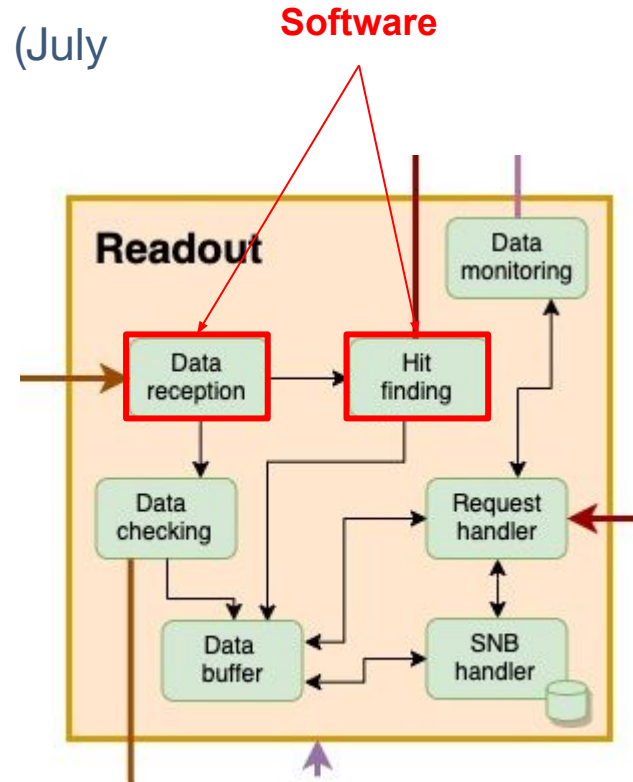 Software
(July
Readout
Data
monitoring
Data
reception
Hit
finding
Data
checking
Request
handler
Data
buffer
SNB
handler